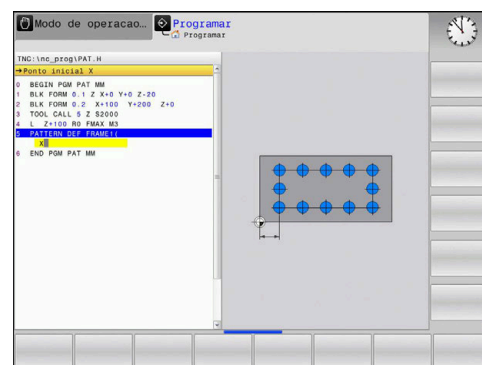 Modo de operacao... Programar
Programar
TNC:\nc_prog\PAT.H
→Ponto inicial X
0 BEGIN PGM PAT MM
1 BLK FORM 0.1 Z X+0 Y+0 Z-20
2 BLK FORM 0.2 X+100 Y+200 Z+0
3 TOOL CALL 5 Z S2000
4 L Z+100 R0 FMAX M3
5 PATTERN DEF FRAME1(
X
6 END PGM PAT MM